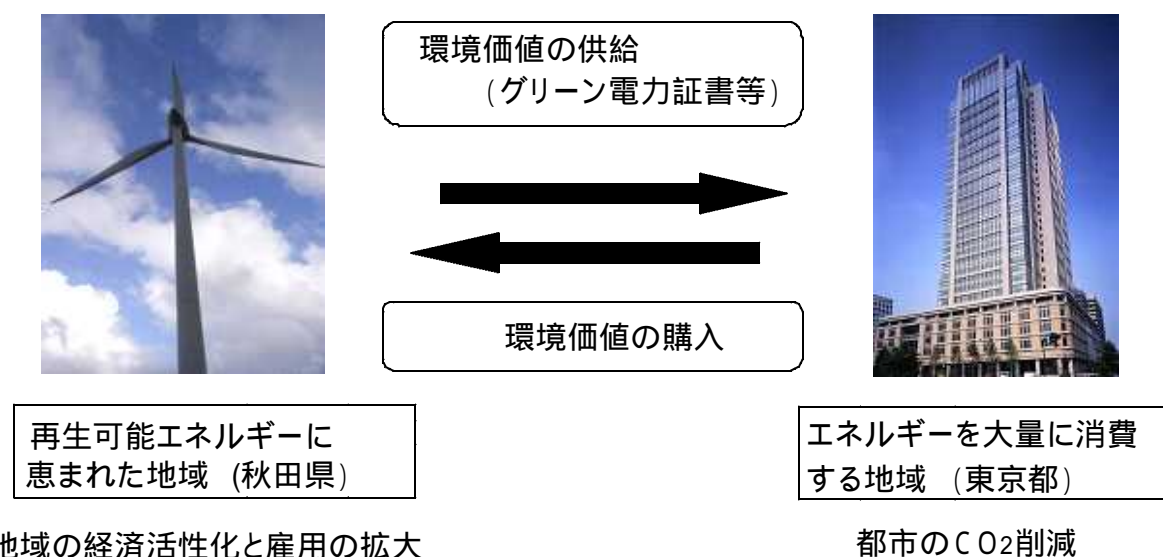 環境価値の供給
(グリーン電力証書等)
環境価値の購入
再生可能エネルギーに
恵まれた地域 (秋田県)
エネルギーを大量に消費
する地域 (東京都)
地域の経済活性化と雇用の拡大
都市のCO2削減